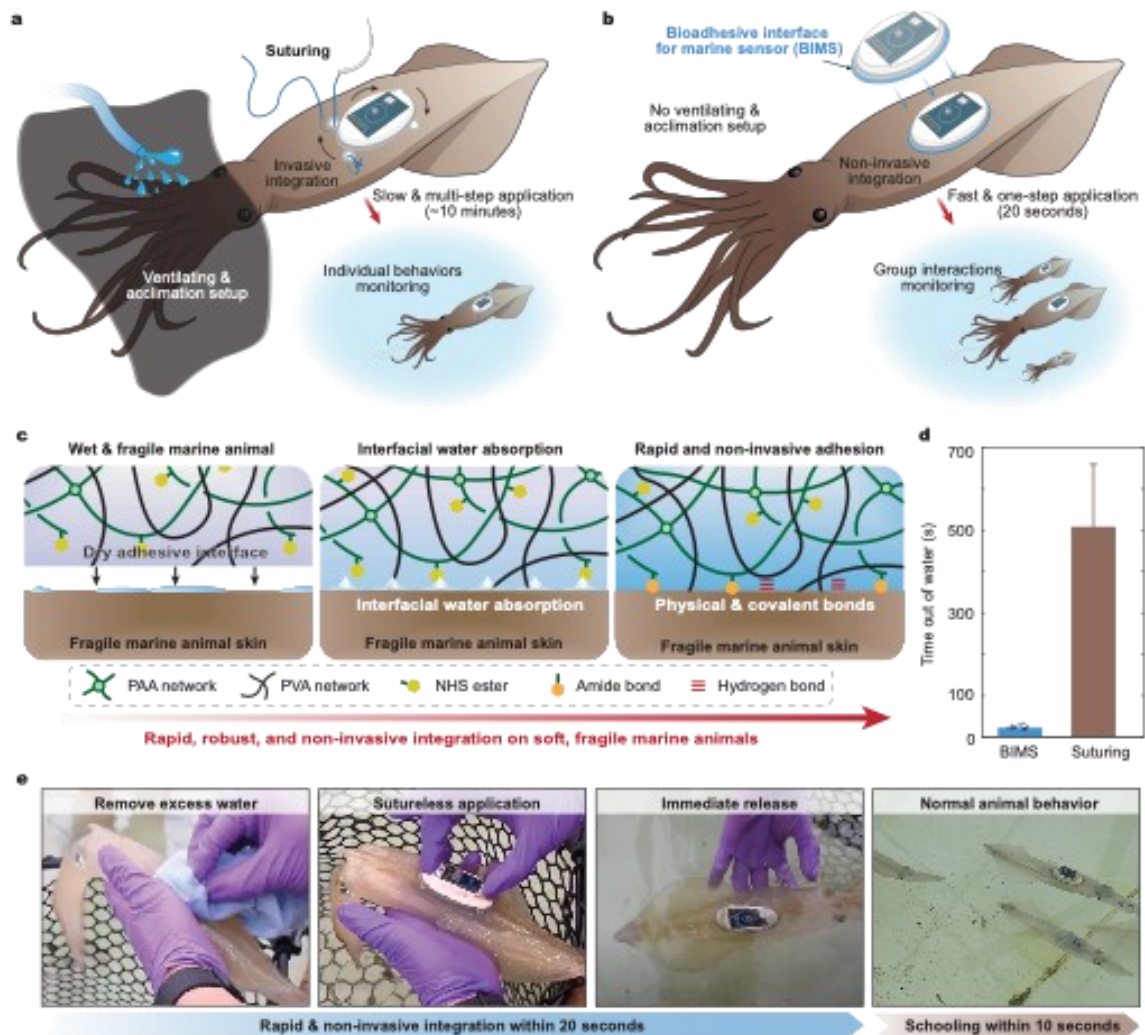 a
Suturing
Invasive
integration
Slow & multi-step application
(~10 minutes)
Ventilating &
acclimation setup
Individual behaviors
monitoring
b
Bioadhesive interface
for marine sensor (BIMS)
No ventilating &
acclimation setup
Non-invasive
integration
Fast & one-step application
(20 seconds)
Group interactions
monitoring
c
Wet & fragile marine animal
Dry adhesive interface
Fragile marine animal skin
Interfacial water absorption
Interfacial water absorption
Fragile marine animal skin
Rapid and non-invasive adhesion
Physical & covalent bonds
Fragile marine animal skin
PAA network
PVA network
NHS ester
Amide bond
Hydrogen bond
Rapid, robust, and non-invasive integration on soft, fragile marine animals
d
Time out of water (s)
700
500
300
100
0
BIMS
Suturing
e
Remove excess water
Sutureless application
Immediate release
Normal animal behavior
Rapid & non-invasive integration within 20 seconds
Schooling within 10 seconds